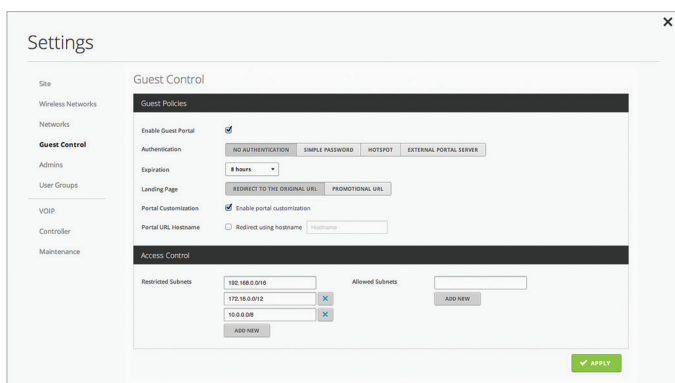 Settings
Site
Wireless Networks
Networks
Guest Control
Admins
User Groups
VOIP
Controller
Maintenance
Guest Control
Guest Policies
Enable Guest Portal
Authentication NO AUTHENTICATION SIMPLE PASSWORD HOTSPOT EXTERNAL PORTAL SERVER
Expiration 8 hours
Landing Page REDIRECT TO THE ORIGINAL URL PROMOTIONAL URL
Portal Customization Enable portal customization
Portal URL Hostname Redirect using hostname Hostname
Access Control
Restricted Subnets 192.168.0.0/16 Allowed Subnets
172.16.0.0/12 ADD NEW
10.0.0.0/8
ADD NEW
APPLY